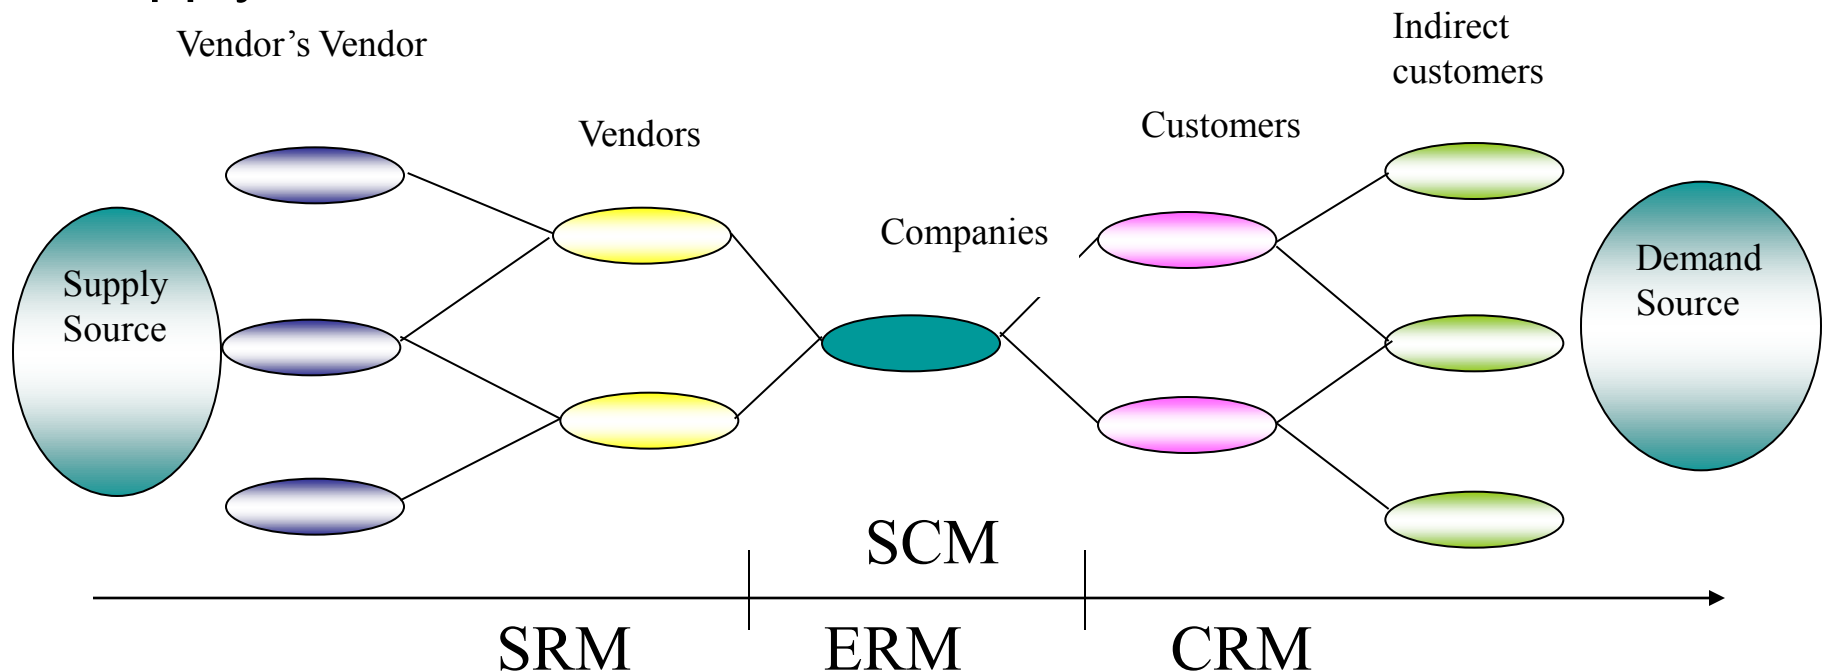 Vendor’s Vendor
Indirect
customers
Vendors
Customers
Companies
Supply
Source
Demand
Source
SCM
SRM
ERM
CRM